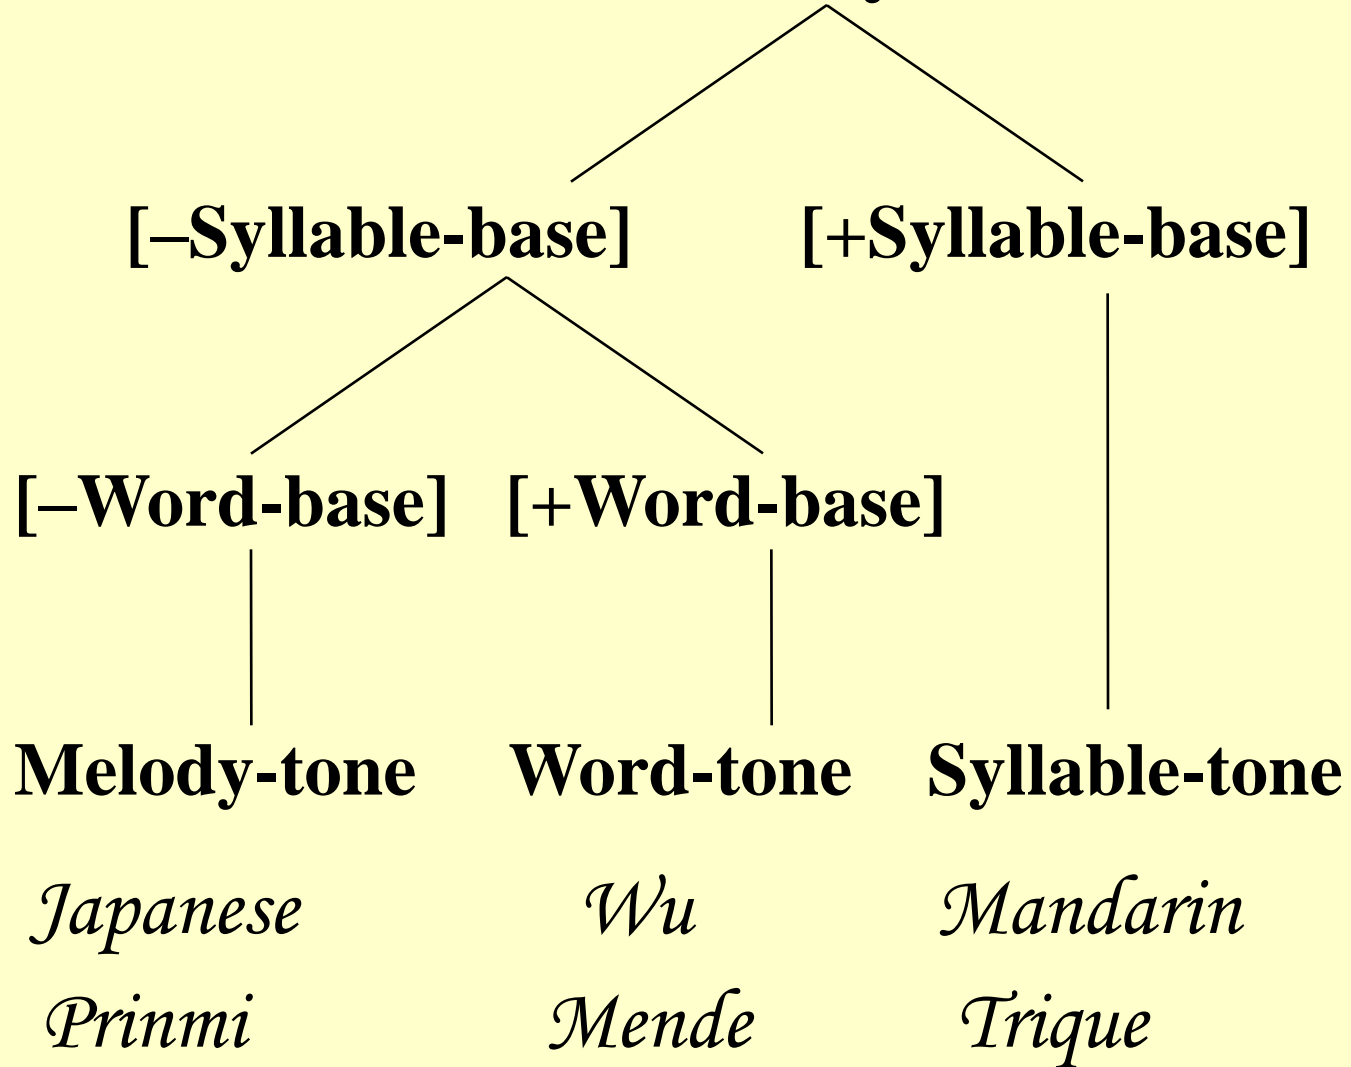 [–Syllable-base] [+Syllable-base]
[–Word-base] [+Word-base]
Melody-tone Word-tone Syllable-tone
Japanese Wu Mandarin
Prinmi Mende Trique